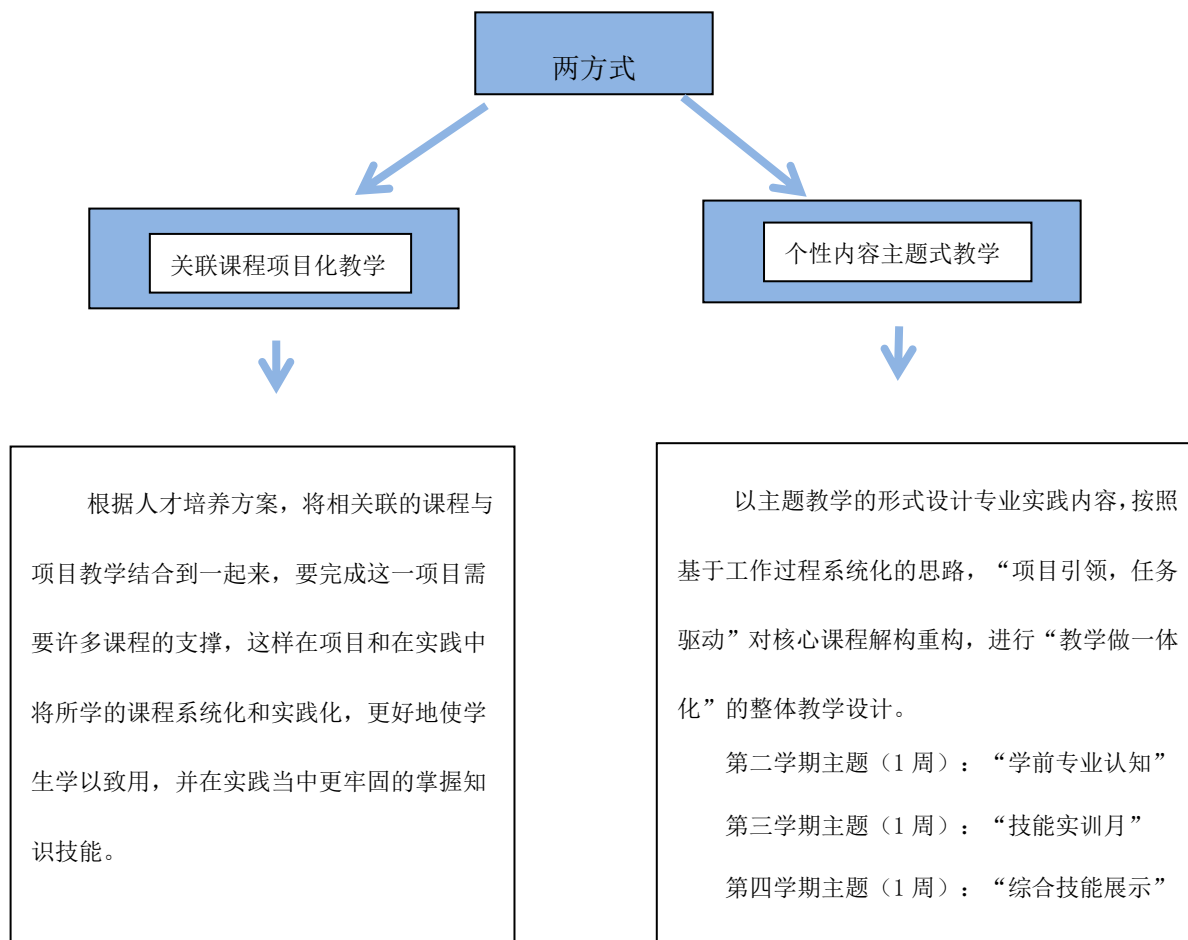 两方式
关联课程项目化教学
个性内容主题式教学
根据人才培养方案，将相关联的课程与
项目教学结合到一起来，要完成这一项目需
要许多课程的支撑，这样在项目和在实践中
将所学的课程系统化和实践化，更好地使学
生学以致用，并在实践当中更牢固的掌握知
识技能。
以主题教学的形式设计专业实践内容，按照
基于工作过程系统化的思路，“项目引领，任务
驱动”对核心课程解构重构，进行“教学做一体
化”的整体教学设计。
第二学期主题（1周）：“学前专业认知”
第三学期主题（1周）：“技能实训月”
第四学期主题（1周）：“综合技能展示”